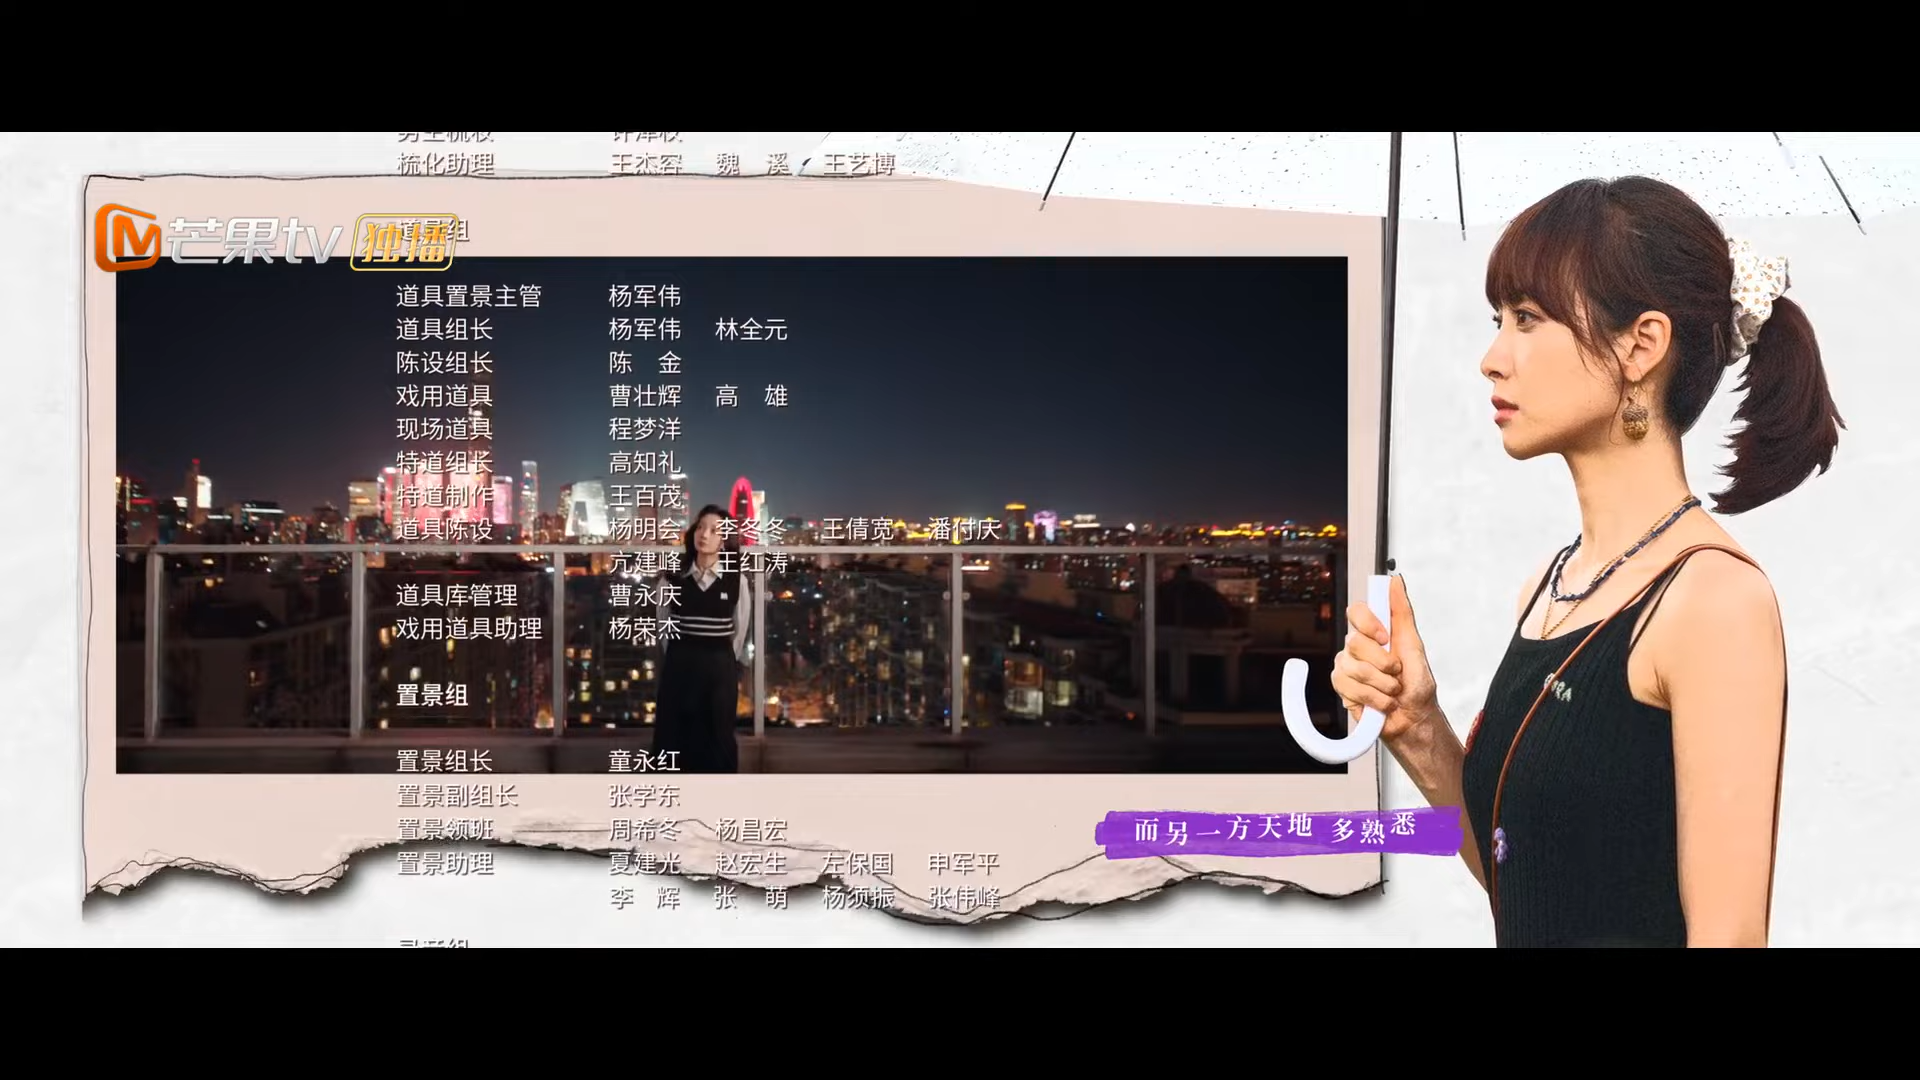 梳化助理 王杰容 魏 溪 王艺博
道景组
芒果tv 独播
道具置景主管 杨军伟
道具组长 杨军伟 林全元
陈设组长 陈 金
戏用道具 曹壮辉 高 雄
现场道具 程梦洋
特道组长 高知礼
特道制作 王百茂
道具陈设 杨明会 李冬冬 王倩宽 潘付庆
亢建峰 王红涛
道具库管理 曹永庆
戏用道具助理 杨荣杰
置景组
置景组长 童永红
置景副组长 张学东
置景领班 周希冬 杨昌宏
置景助理 夏建光 赵宏生 左保国 申军平
李 辉 张 萌 杨须振 张伟峰
而另一方天地 多熟悉